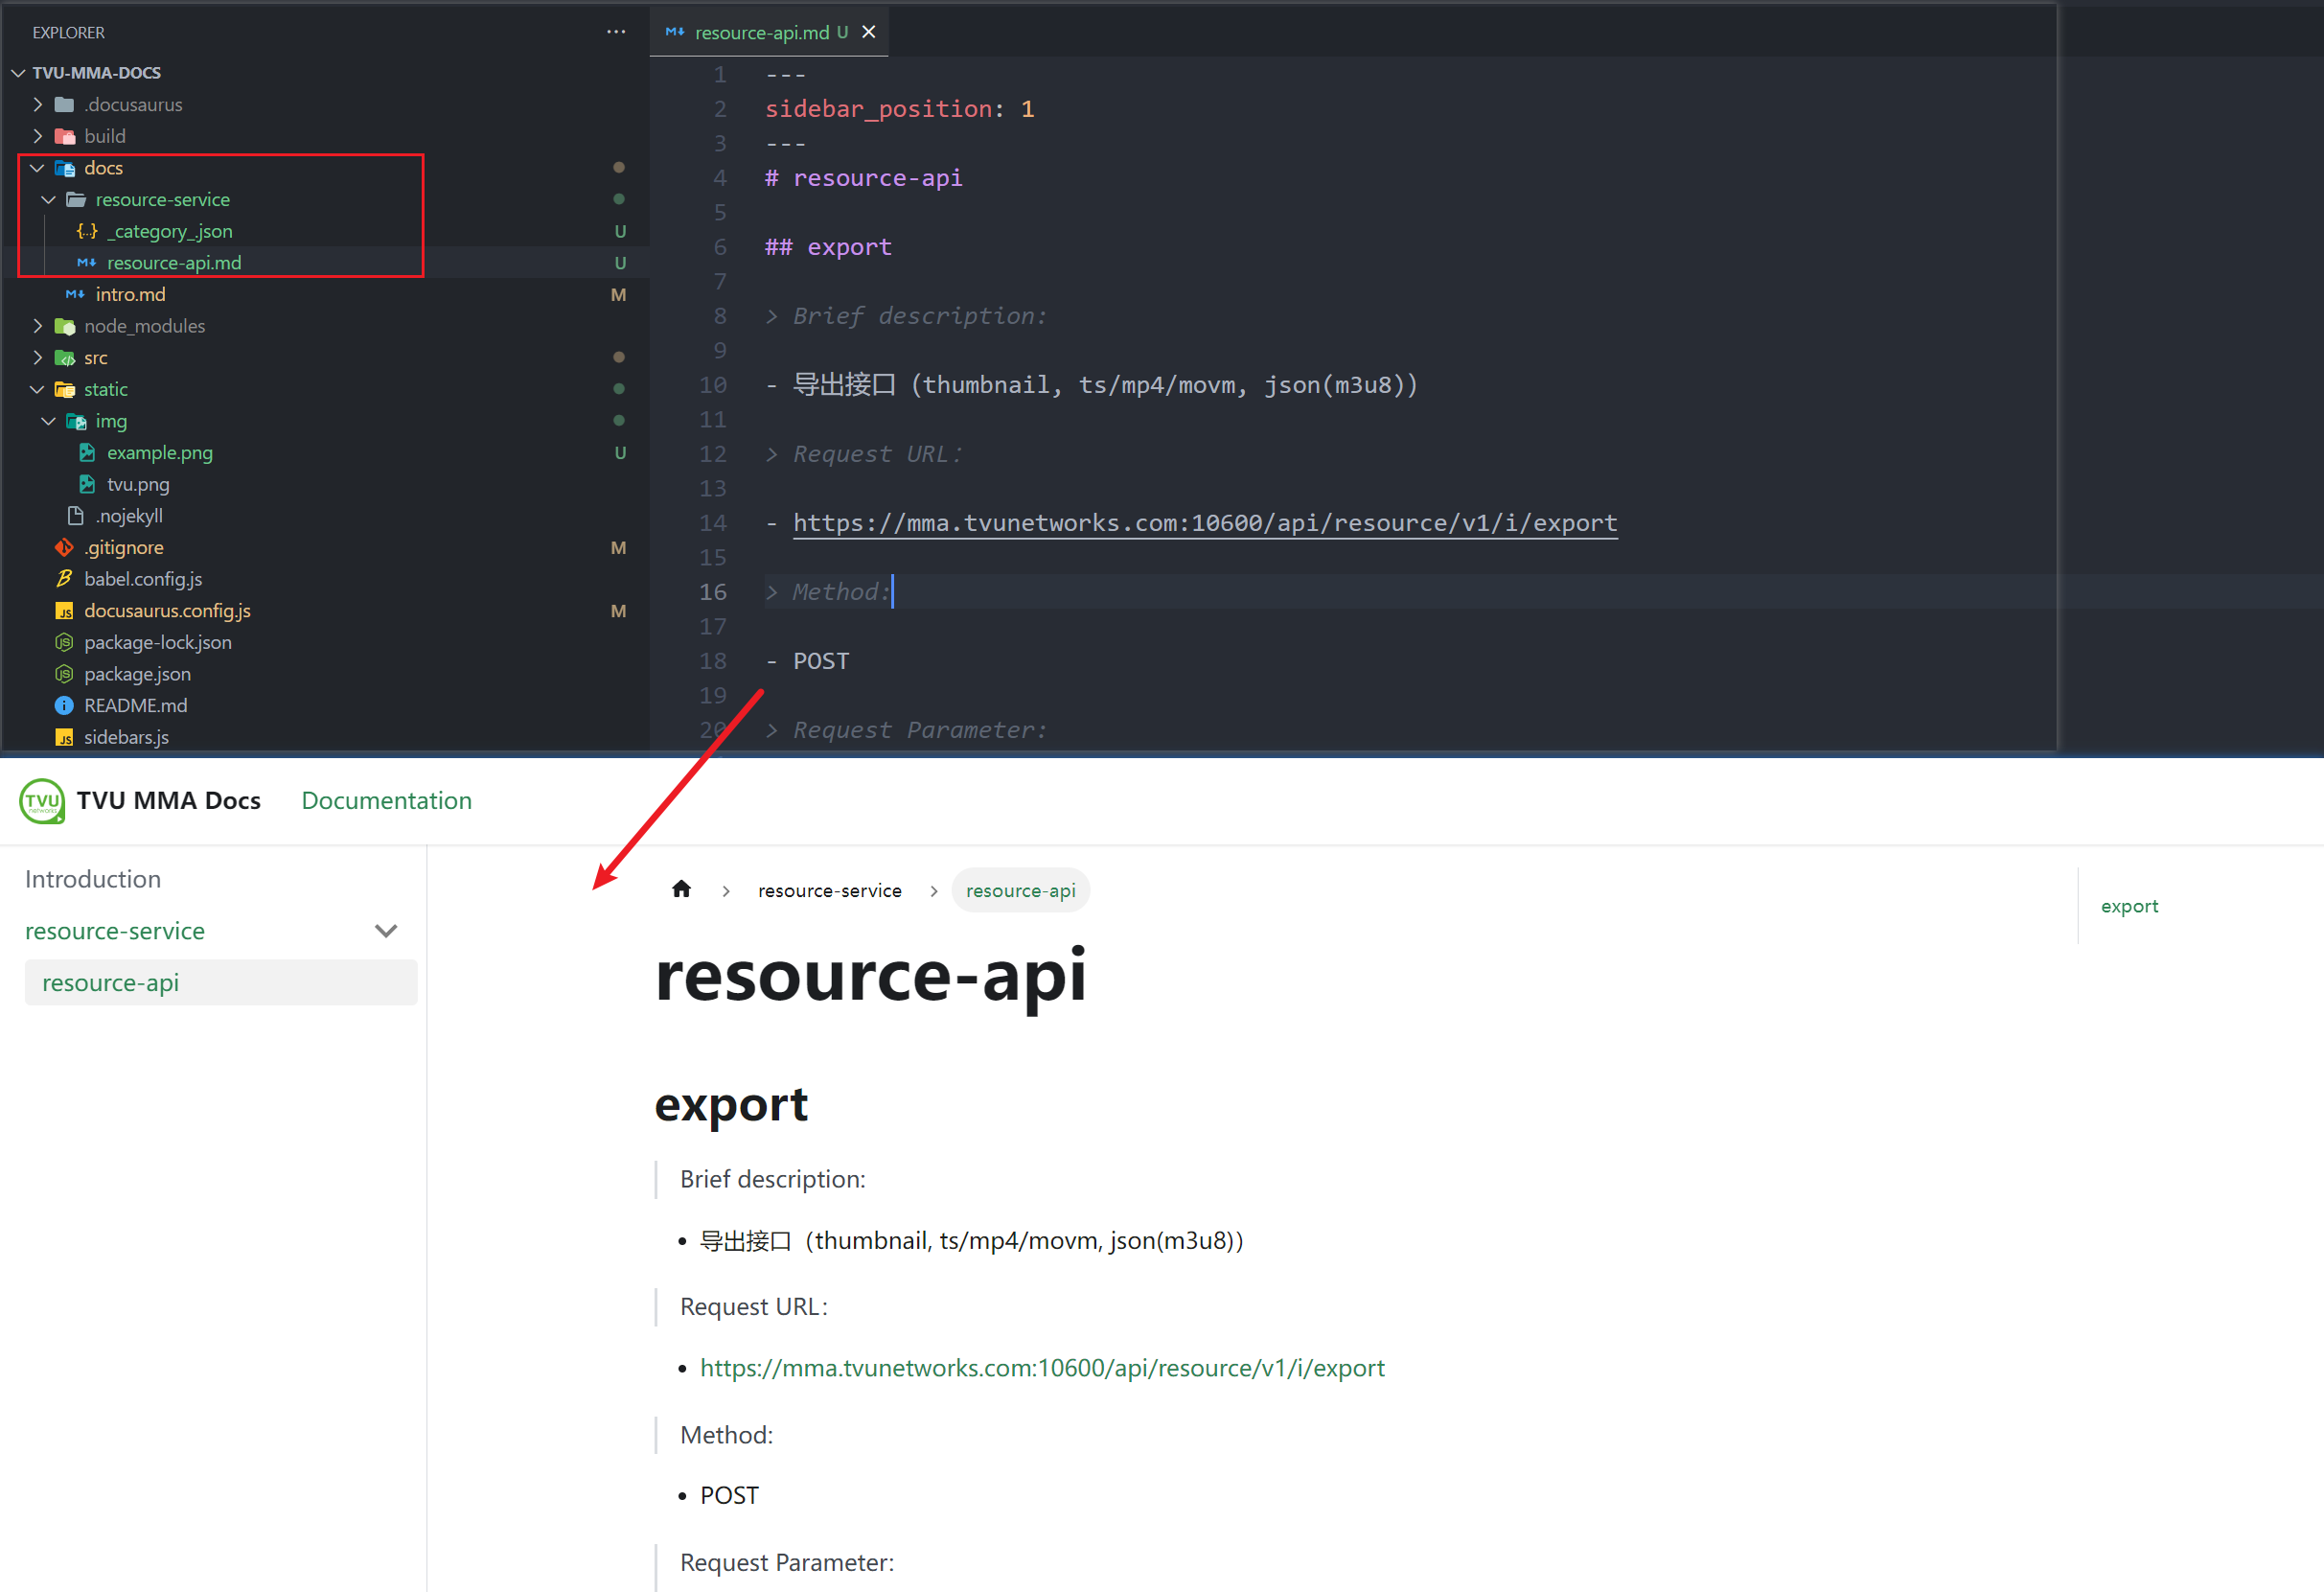 EXPLORER
TVU-MMA-DOCS
.docusaurus
build
docs
resource-service
_category_.json U
resource-api.md U
intro.md M
node_modules
src
static
img
example.png U
tvu.png
.nojekyll
.gitignore M
babel.config.js
docusaurus.config.js M
package-lock.json
package.json
README.md
sidebars.js
resource-api.md U
1 ---
2 sidebar_position: 1
3 ---
4 # resource-api
5
6 ## export
7
8 > Brief description:
9
10 - 导出接口（thumbnail, ts/mp4/movm, json(m3u8)）
11
12 > Request URL:
13
14 - https://mma.tvunetworks.com:10600/api/resource/v1/i/export
15
16 > Method:
17
18 - POST
19
20 > Request Parameter:
TVU networks
TVU MMA Docs Documentation
Introduction
resource-service
resource-api
resource-service > resource-api
export
resource-api
export
Brief description:
• 导出接口（thumbnail, ts/mp4/movm, json(m3u8)）
Request URL:
• https://mma.tvunetworks.com:10600/api/resource/v1/i/export
Method:
• POST
Request Parameter: